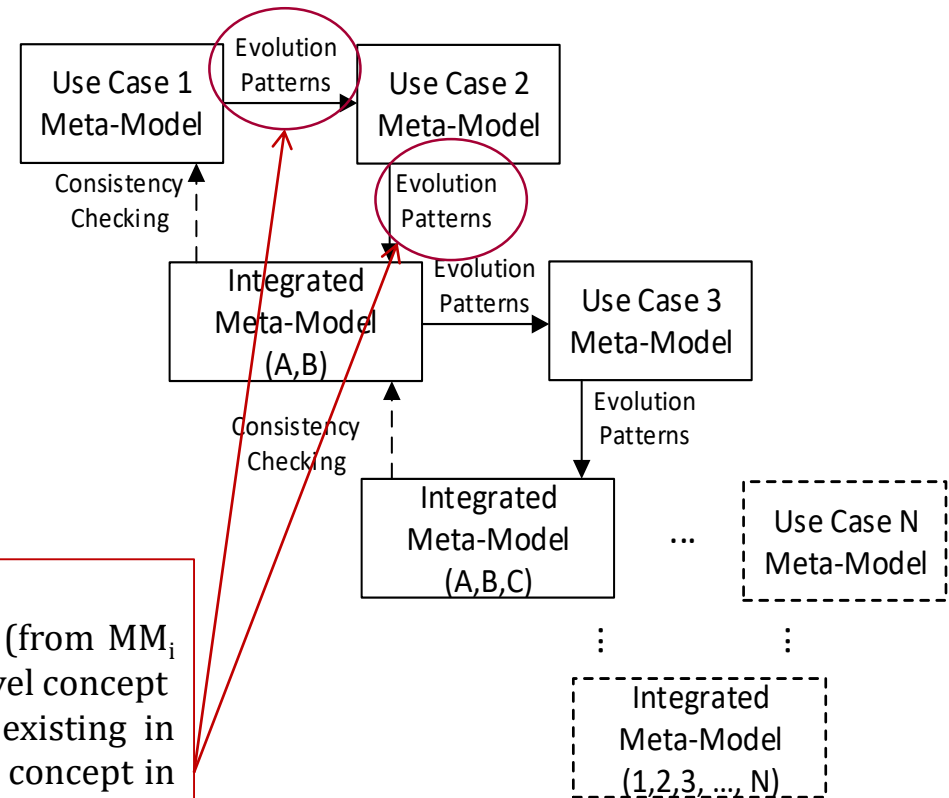 Evolution
Patterns
Use Case 1
Meta-Model
Use Case 2
Meta-Model
Consistency
Checking
Evolution
Patterns
Integrated
Meta-Model
(A,B)
Evolution
Patterns
Use Case 3
Meta-Model
Consistency
Checking
Evolution
Patterns
Integrated
Meta-Model
(A,B,C)
...
Use Case N
Meta-Model
(from MMi
vel concept
existing in
concept in
⋮ ⋮
Integrated
Meta-Model
(1,2,3, ..., N)